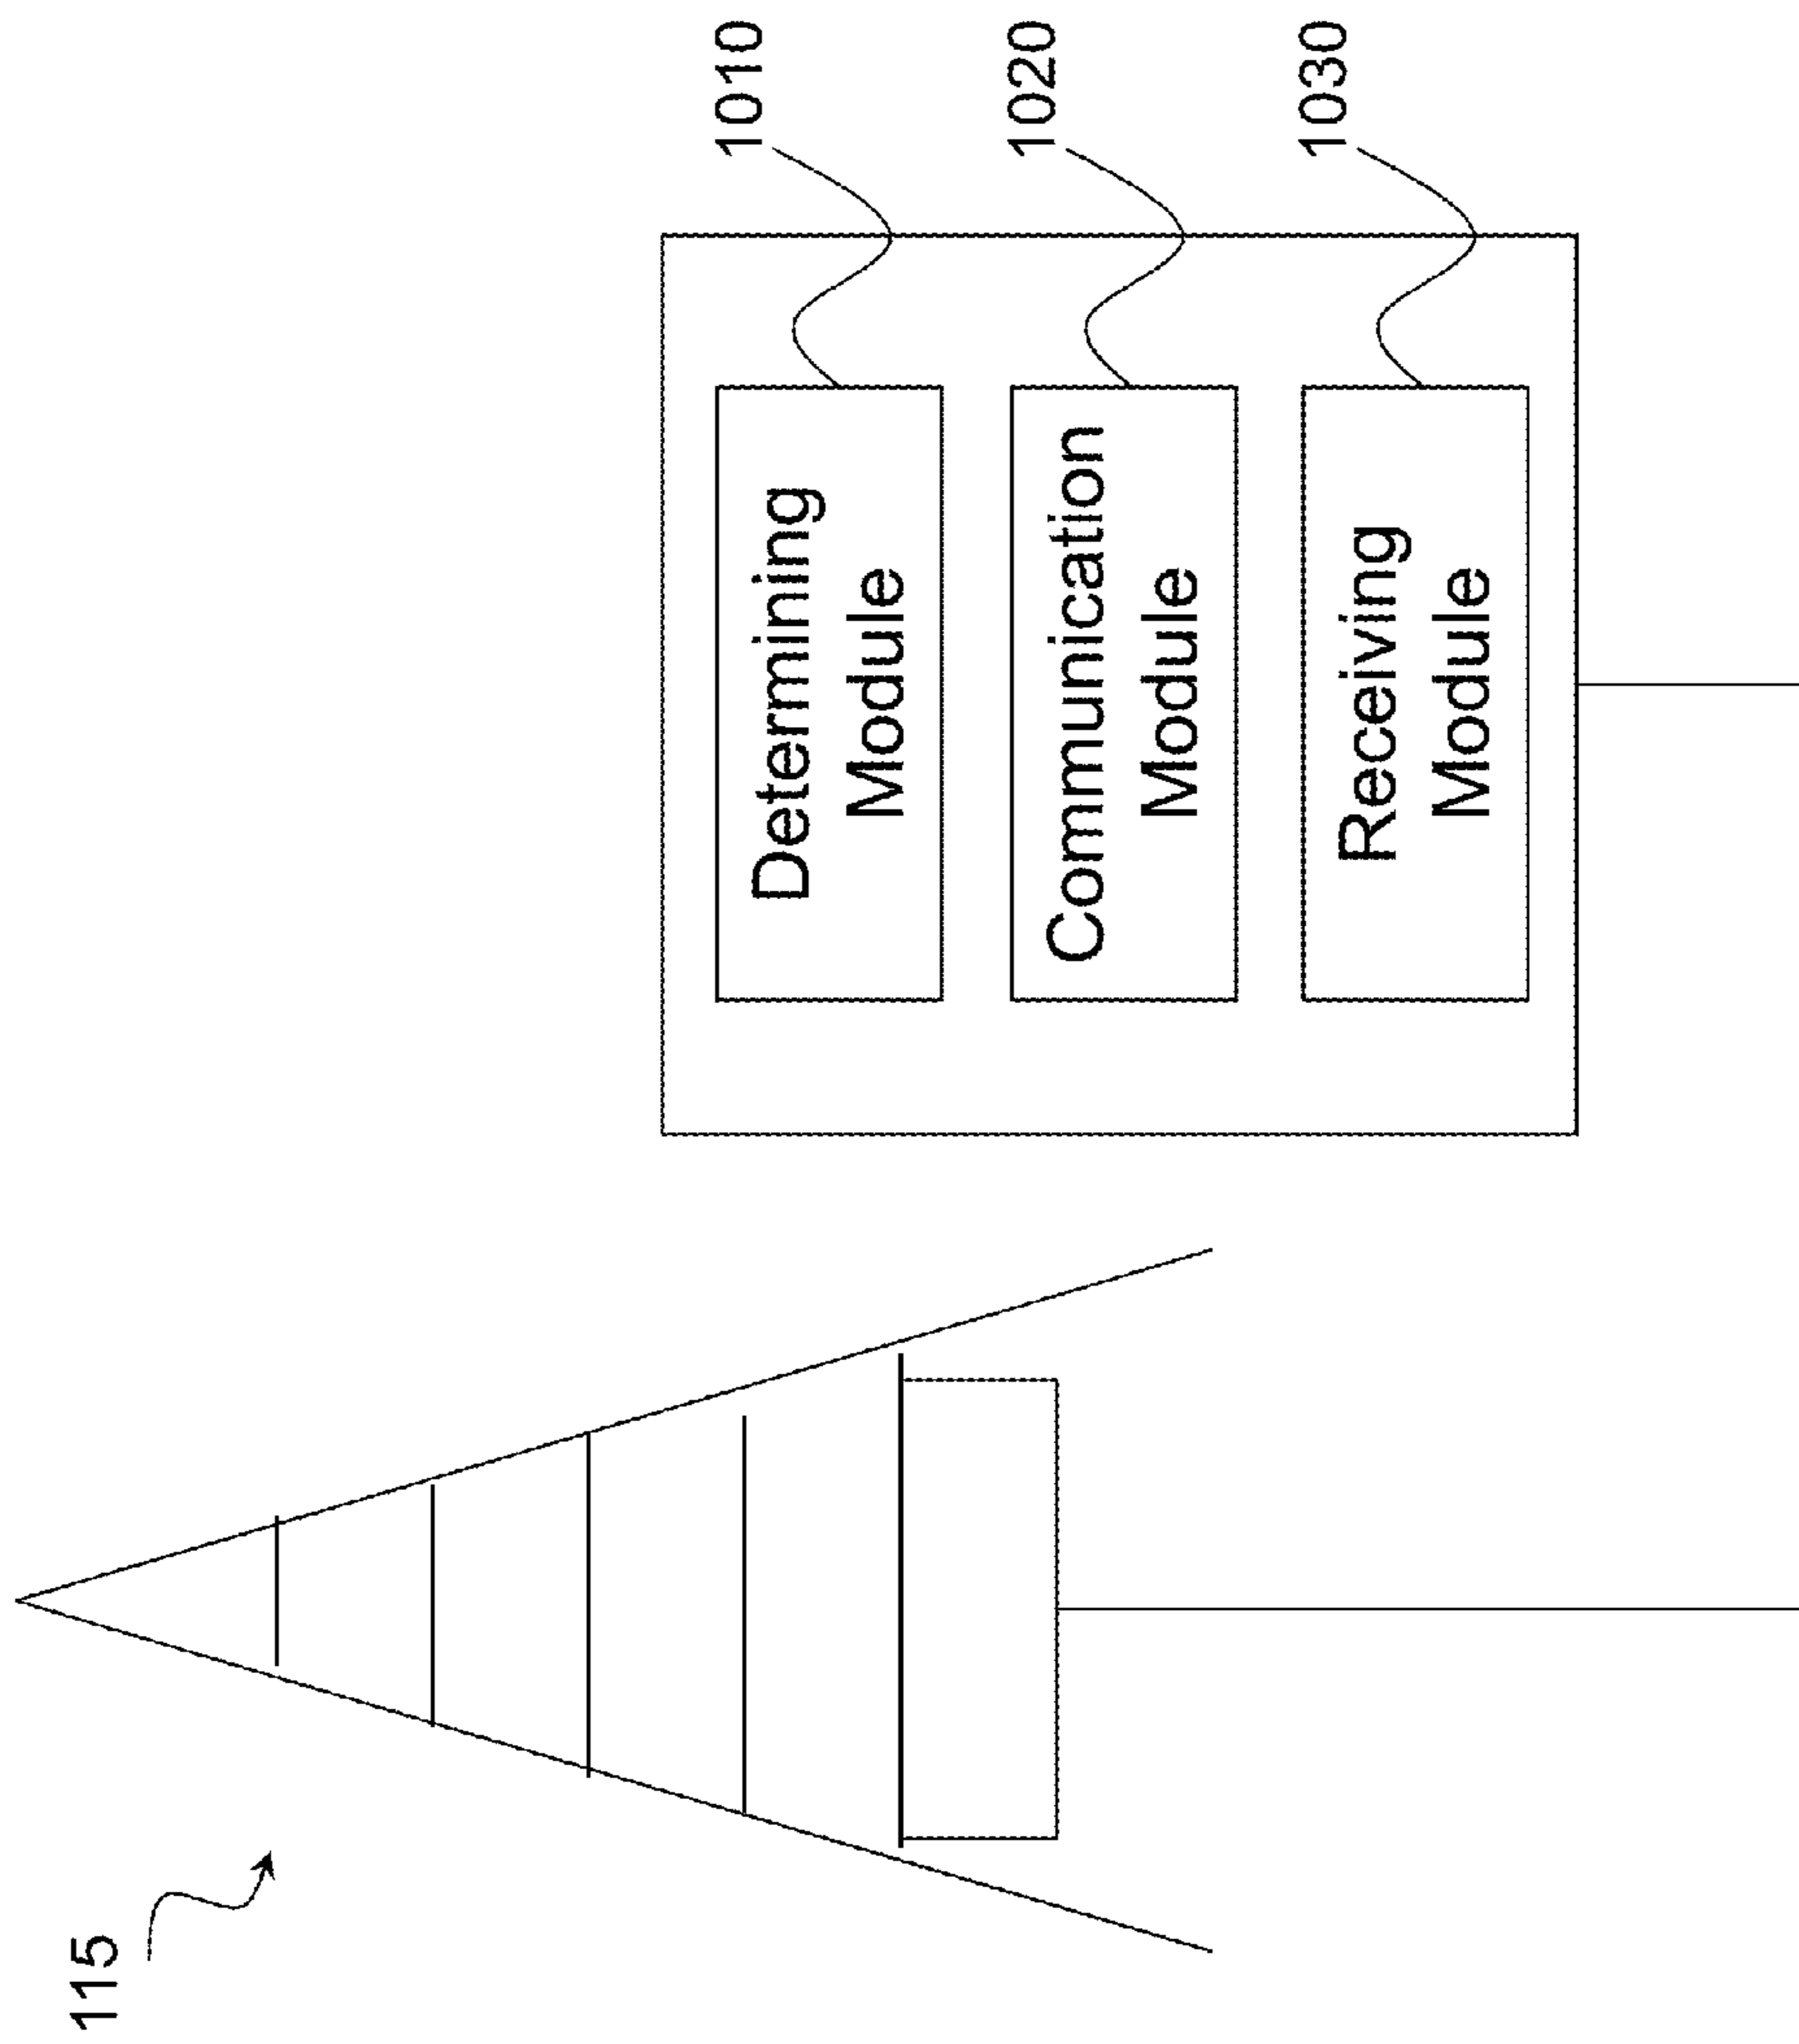 115
Determining
Module
1010
Communication
Module
1020
Receiving
Module
1030